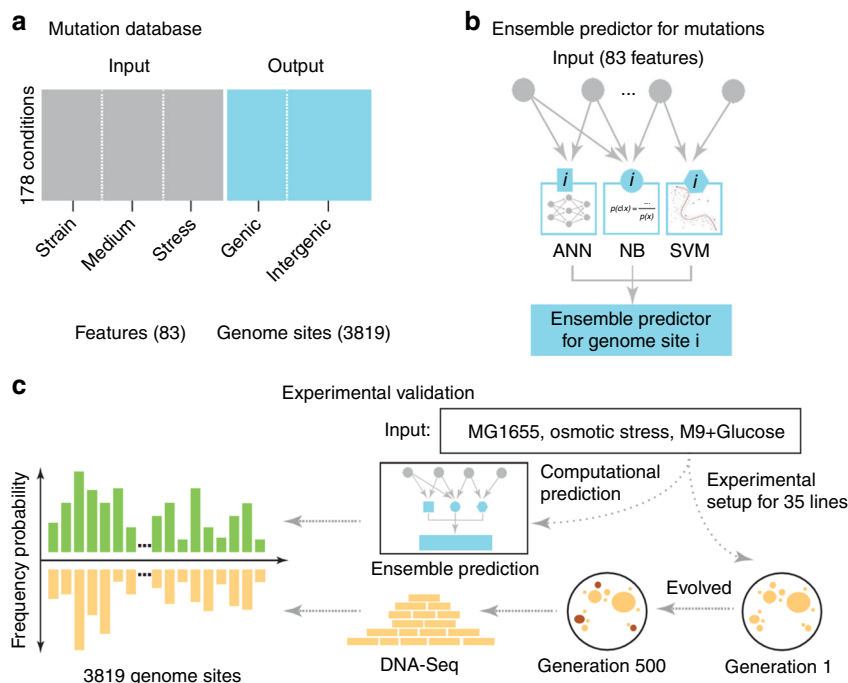 a Mutation database
Input Output
178 conditions
Strain Medium Stress Genic Intergenic
Features (83) Genome sites (3819)
b Ensemble predictor for mutations
Input (83 features)
...
i i i
p(c|x) = ... / p(x)
ANN NB SVM
Ensemble predictor
for genome site i
c Experimental validation
Input: MG1655, osmotic stress, M9+Glucose
Computational
prediction
Experimental
setup for 35 lines
Ensemble prediction
Frequency probability
...
...
3819 genome sites
DNA-Seq
Evolved
Generation 500
Generation 1